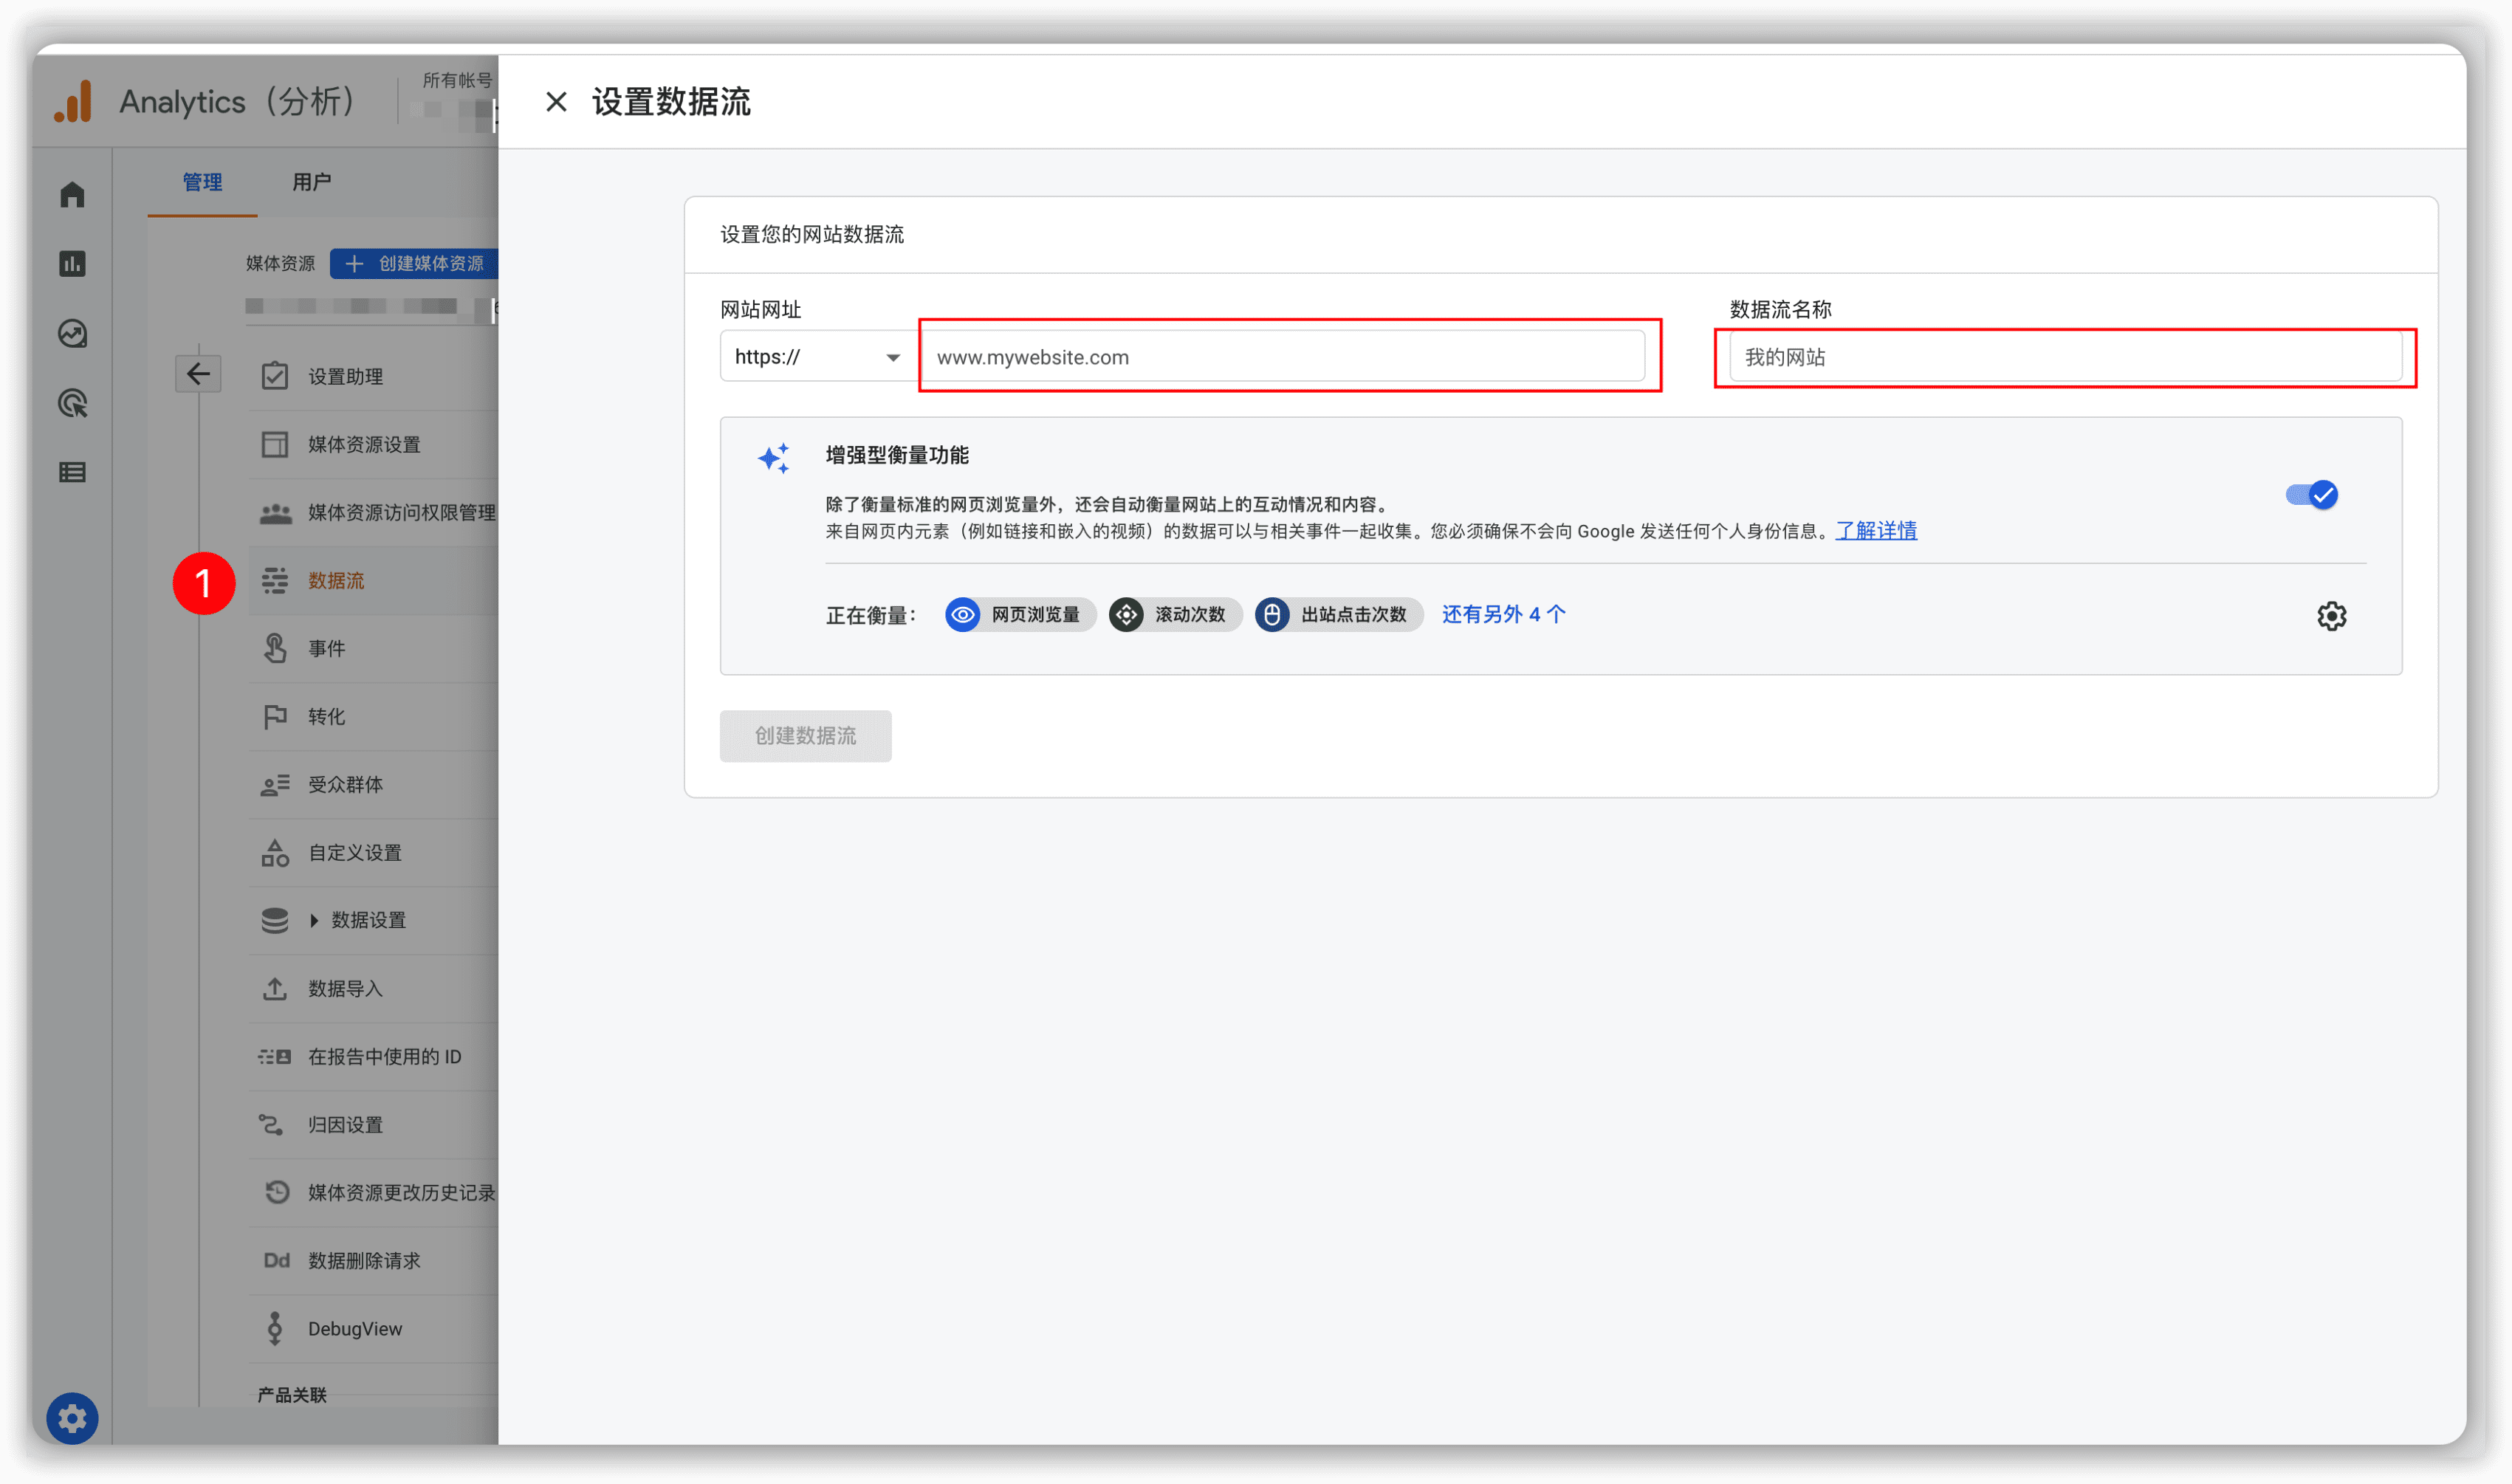 Analytics（分析）
所有帐号
设置数据流
管理
用户
媒体资源
创建媒体资源
设置助理
媒体资源设置
媒体资源访问权限管理
1
数据流
事件
转化
受众群体
自定义设置
数据设置
数据导入
在报告中使用的 ID
归因设置
媒体资源更改历史记录
Dd 数据删除请求
DebugView
产品关联
设置您的网站数据流
网站网址
数据流名称
https://
www.mywebsite.com
我的网站
增强型衡量功能
除了衡量标准的网页浏览量外，还会自动衡量网站上的互动情况和内容。
来自网页内元素（例如链接和嵌入的视频）的数据可以与相关事件一起收集。您必须确保不会向 Google 发送任何个人身份信息。了解详情
正在衡量： 网页浏览量 滚动次数 出站点击次数 还有另外 4 个
创建数据流